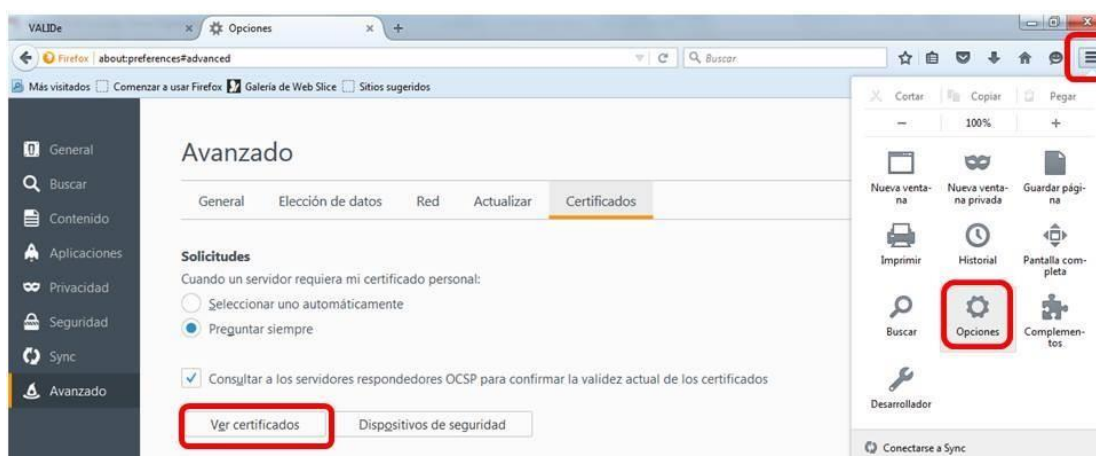 VALIDe
Opciones
Firefox about:preferences#advanced
Buscar
Más visitados Comenzar a usar Firefox Galería de Web Slice Sitios sugeridos
General
Buscar
Contenido
Aplicaciones
Privacidad
Seguridad
Sync
Avanzado
Avanzado
General Elección de datos Red Actualizar Certificados
Solicitudes
Cuando un servidor requiera mi certificado personal:
Seleccionar uno automáticamente
Preguntar siempre
Consultar a los servidores respondedores OCSP para confirmar la validez actual de los certificados
Ver certificados Dispositivos de seguridad
Cortar Copiar Pegar
− 100% +
Nueva venta-
na
Nueva venta-
na privada
Guardar pági-
na
Imprimir
Historial
Pantalla com-
pleta
Buscar
Opciones
Complemen-
tos
Desarrollador
Conectarse a Sync